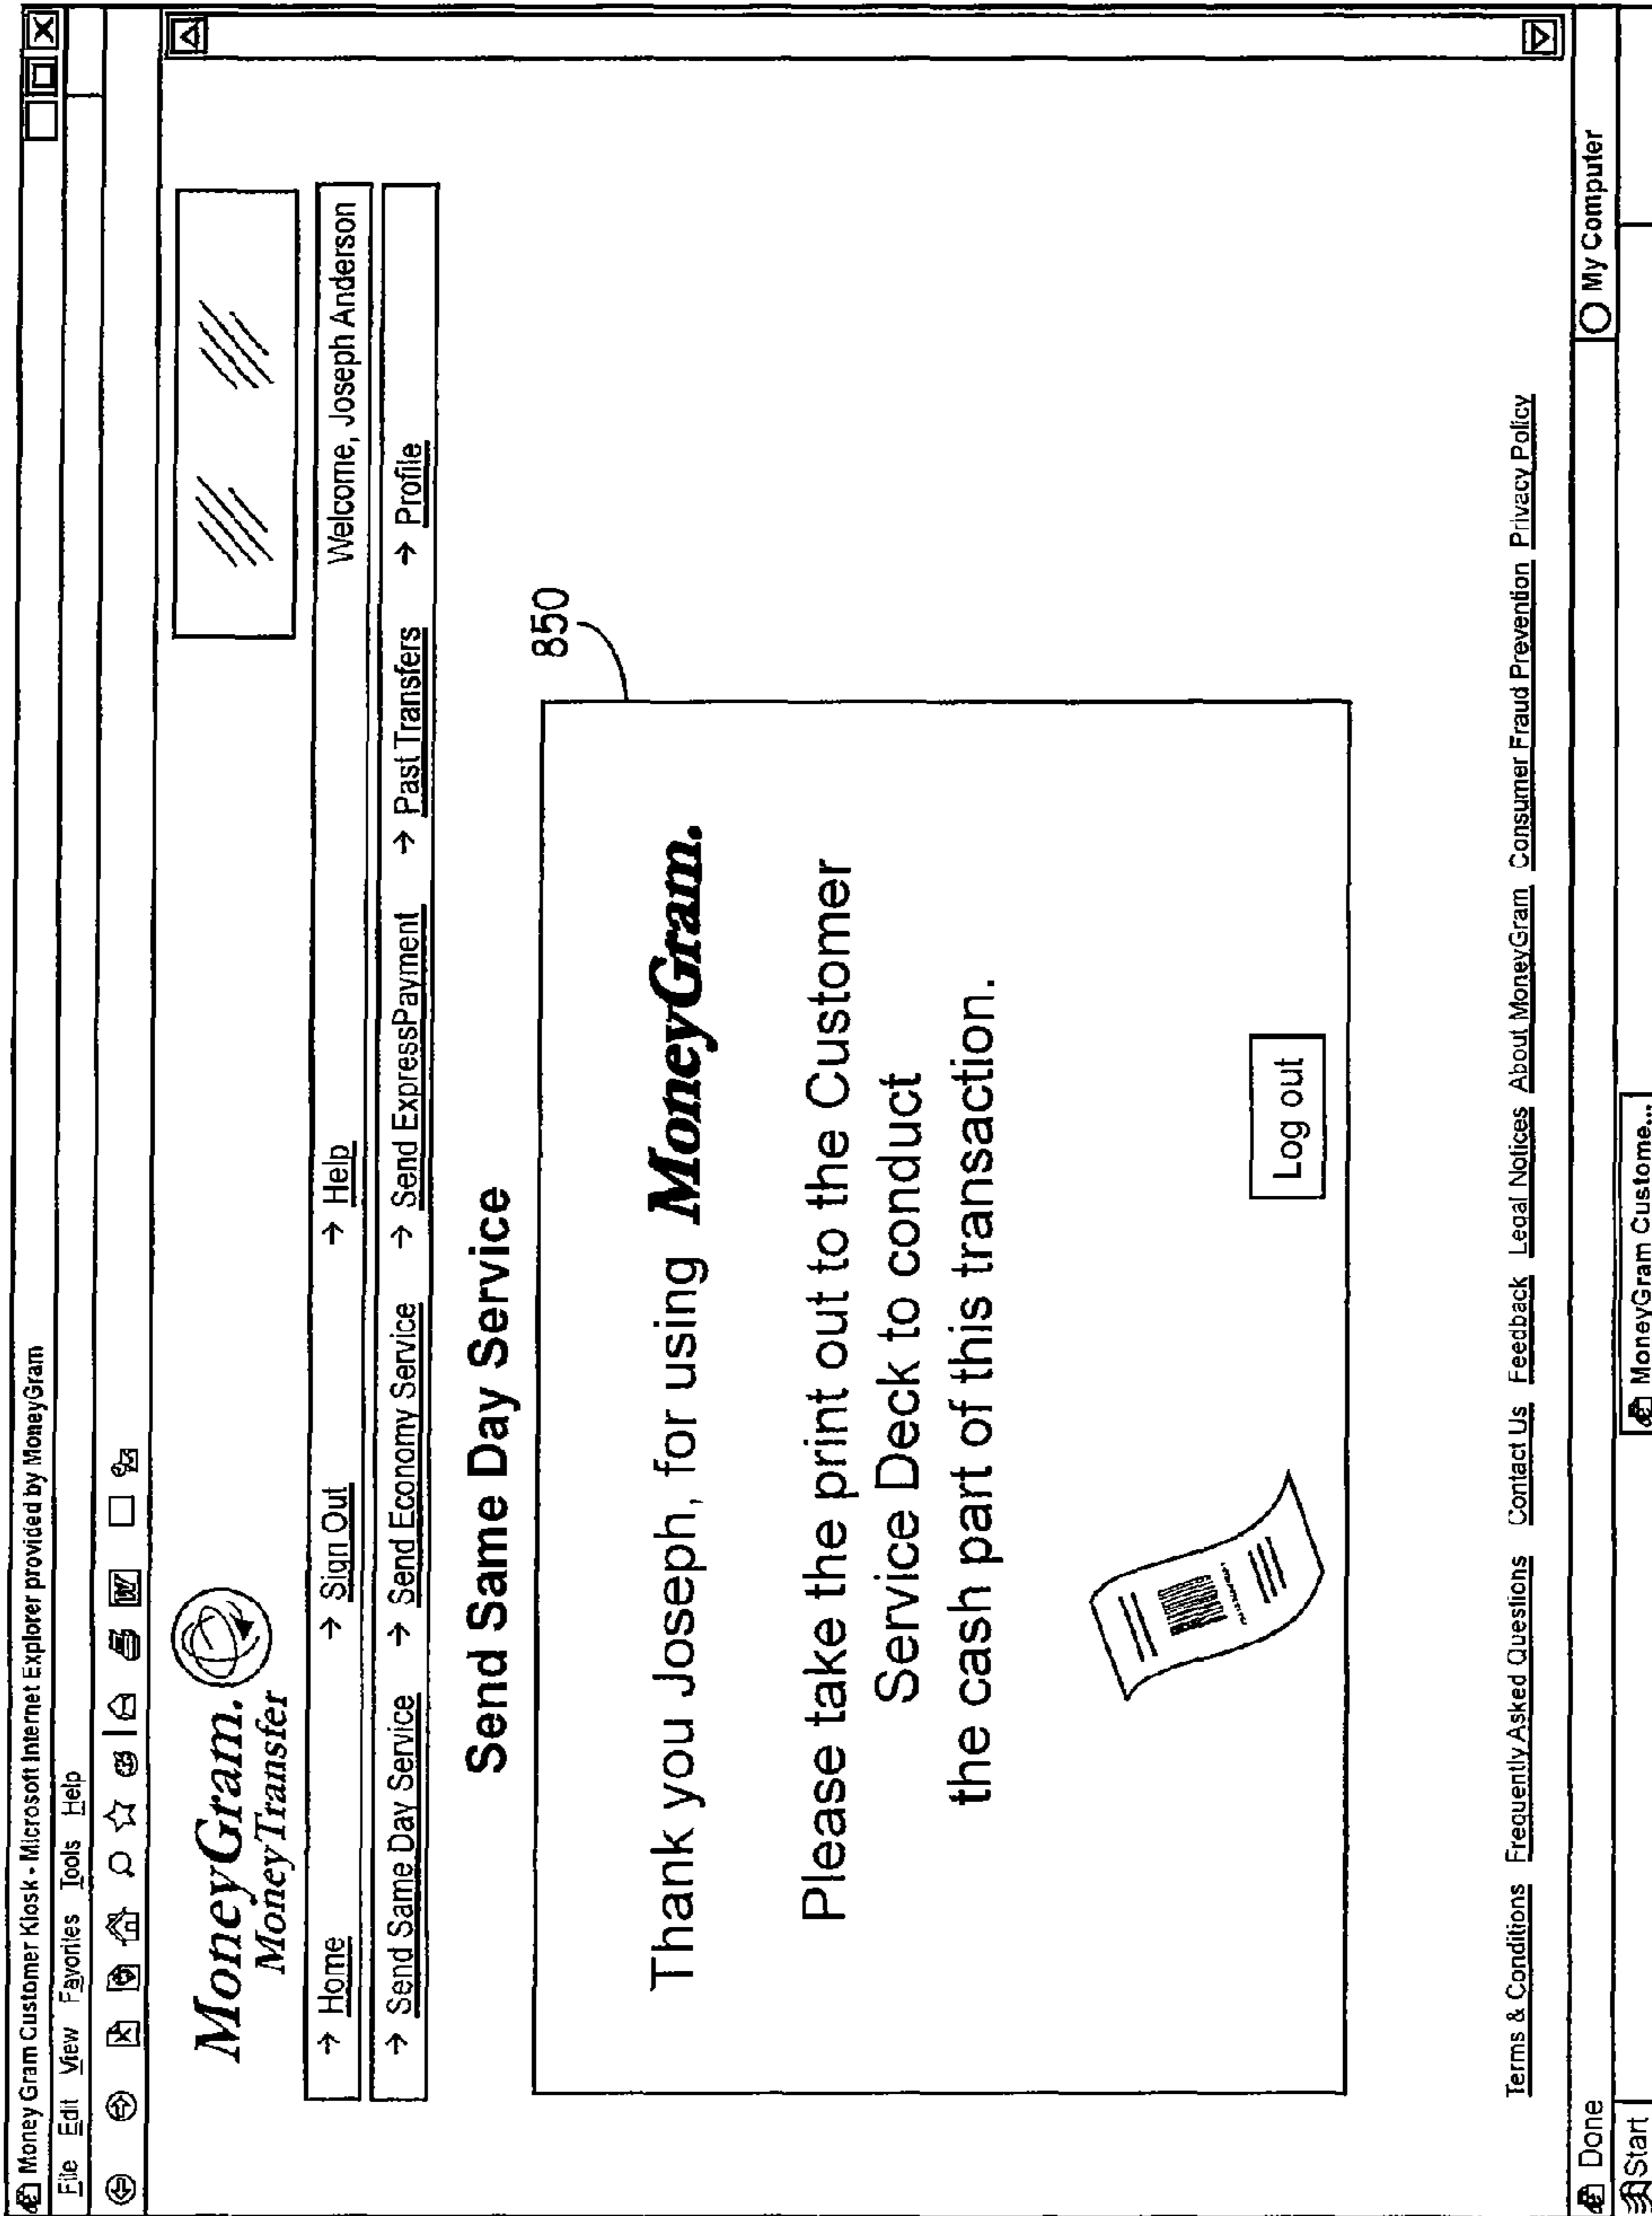 Money Gram Customer Kiosk - Microsoft Internet Explorer provided by MoneyGram
File Edit View Favorites Tools Help
W
MoneyGram.
MoneyTransfer
→ Home → Sign Out → Help Welcome, Joseph Anderson
→ Send Same Day Service → Send Economy Service → Send ExpressPayment → Past Transfers → Profile
Send Same Day Service
850
Thank you Joseph, for using MoneyGram.
Please take the print out to the Customer
Service Deck to conduct
the cash part of this transaction.
Log out
Terms & Conditions Frequently Asked Questions Contact Us Feedback Legal Notices About MoneyGram Consumer Fraud Prevention Privacy Policy
Done My Computer
Start MoneyGram Custome...